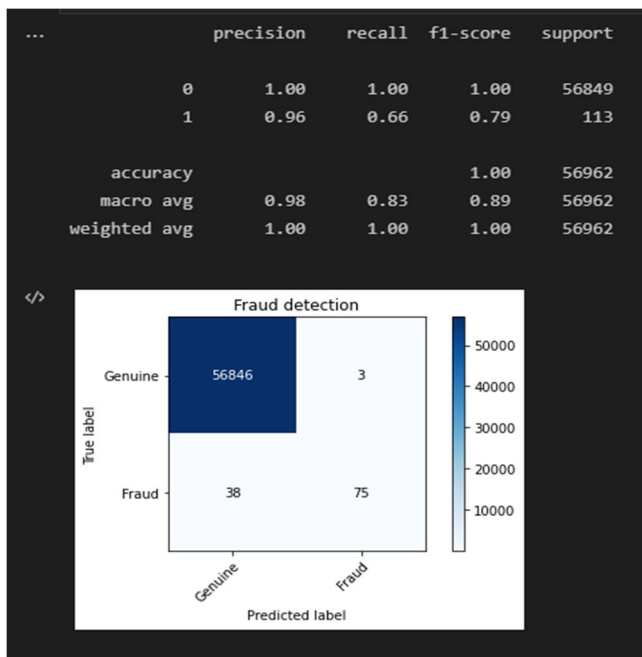 ...
precision recall f1-score support
0 1.00 1.00 1.00 56849
1 0.96 0.66 0.79 113
accuracy 1.00 56962
macro avg 0.98 0.83 0.89 56962
weighted avg 1.00 1.00 1.00 56962
</>
Fraud detection
50000
Genuine 56846 3
40000
True label
30000
20000
Fraud 38 75
10000
Genuine Fraud
Predicted label